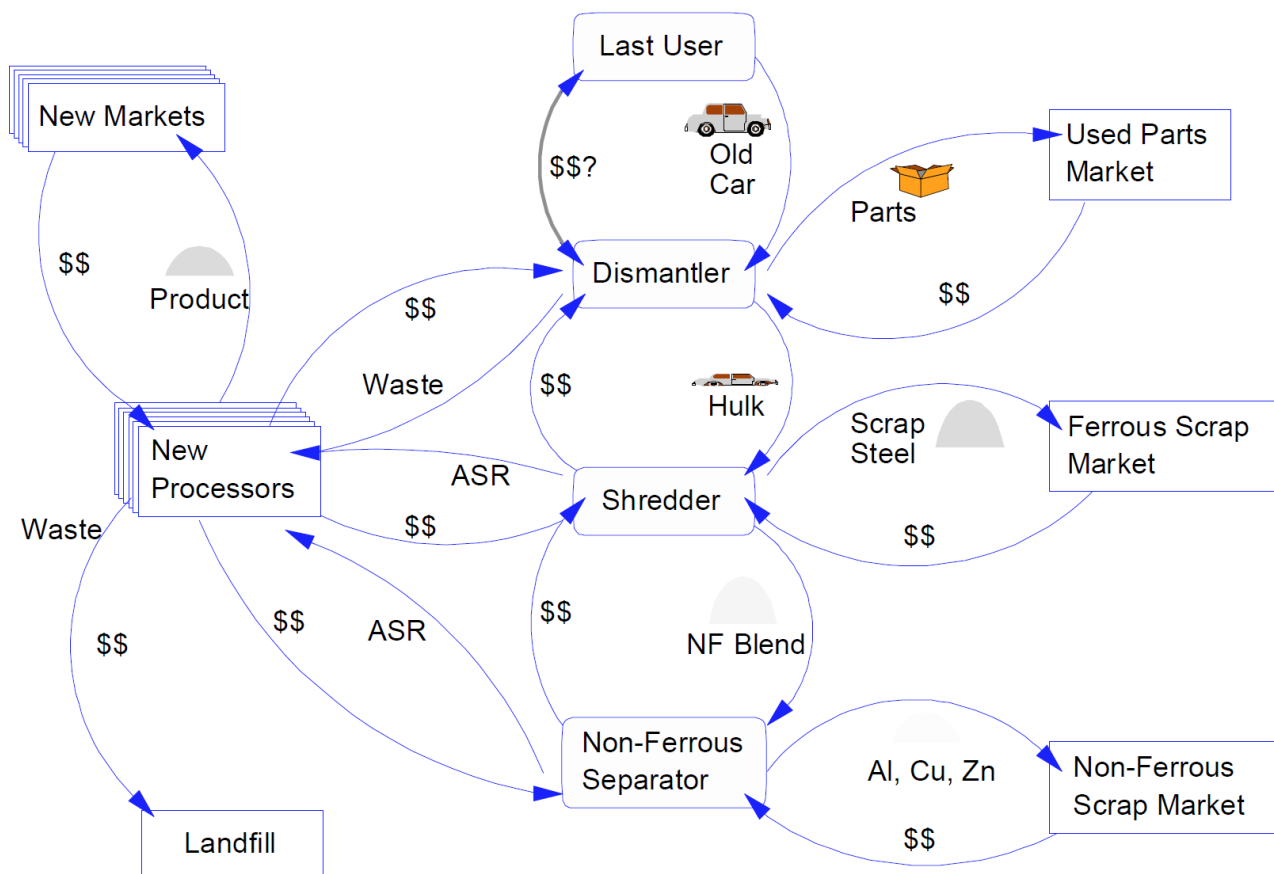 Last User
New Markets
$$?
Old
Car
Used Parts
Market
Parts
$$
Product
Dismantler
$$
$$
Waste
$$
Hulk
Scrap
Steel
Ferrous Scrap
Market
New
Processors
ASR
Shredder
Waste
$$
$$
$$
$$
ASR
$$
NF Blend
$$
Non-Ferrous
Separator
Al, Cu, Zn
Non-Ferrous
Scrap Market
$$
Landfill